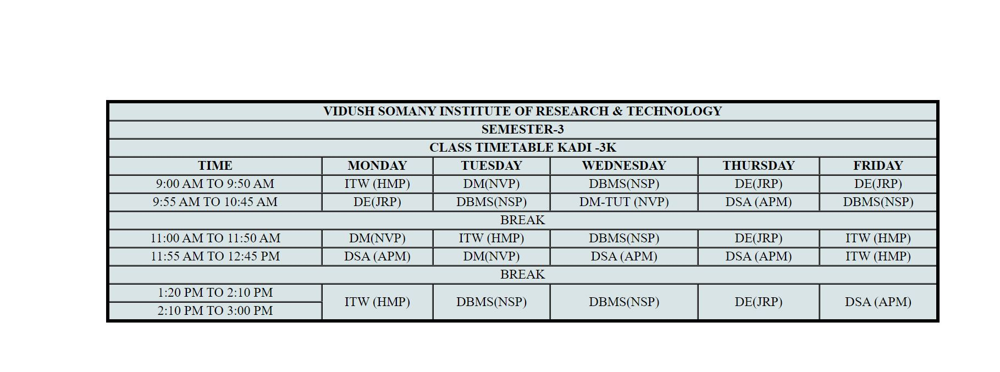 VIDUSH SOMANY INSTITUTE OF RESEARCH & TECHNOLOGY
SEMESTER-3
CLASS TIMETABLE KADI -3K
TIME MONDAY TUESDAY WEDNESDAY THURSDAY FRIDAY
9:00 AM TO 9:50 AM ITW (HMP) DM(NVP) DBMS(NSP) DE(JRP) DE(JRP)
9:55 AM TO 10:45 AM DE(JRP) DBMS(NSP) DM-TUT (NVP) DSA (APM) DBMS(NSP)
BREAK
11:00 AM TO 11:50 AM DM(NVP) ITW (HMP) DBMS(NSP) DE(JRP) ITW (HMP)
11:55 AM TO 12:45 PM DSA (APM) DM(NVP) DSA (APM) DSA (APM) ITW (HMP)
BREAK
1:20 PM TO 2:10 PM
ITW (HMP) DBMS(NSP) DBMS(NSP) DE(JRP) DSA (APM)
2:10 PM TO 3:00 PM